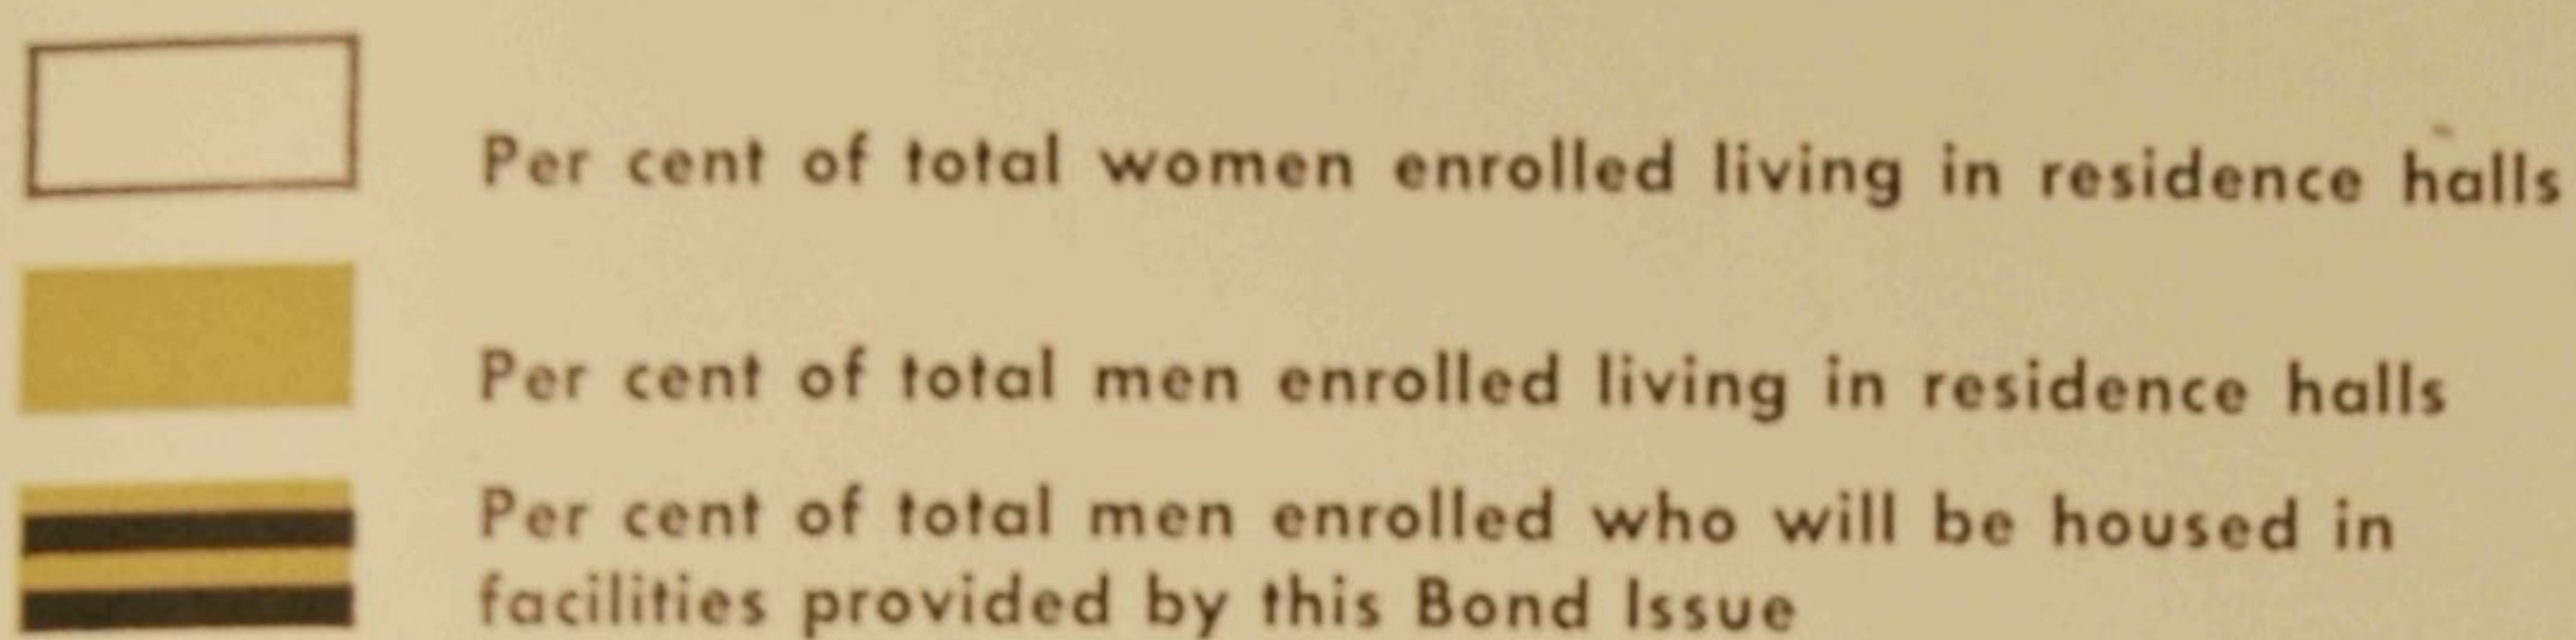 Per cent of total women enrolled living in residence halls
Per cent of total men enrolled living in residence halls
Per cent of total men enrolled who will be housed in
facilities provided by this Bond Issue